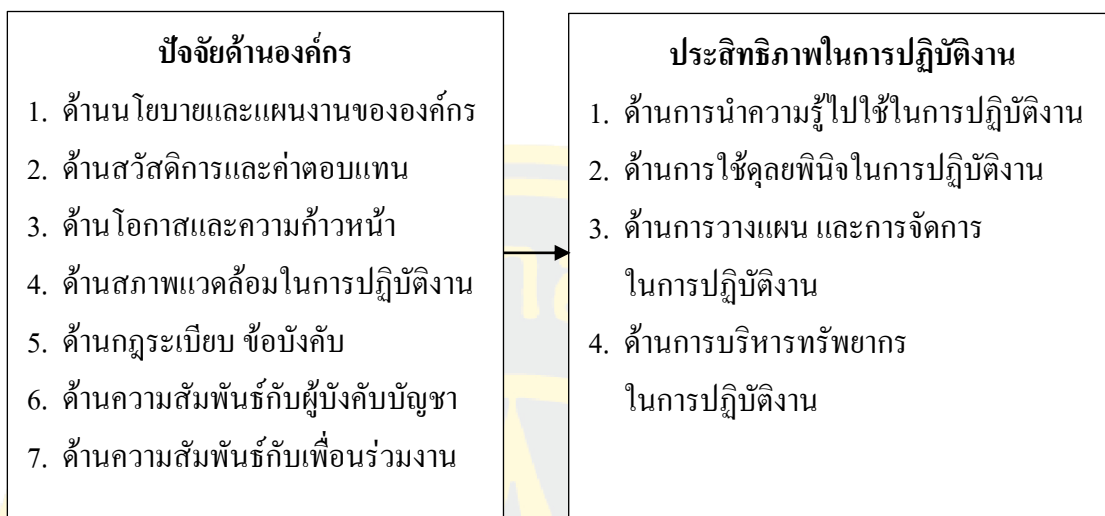 ปัจจัยด้านองค์กร
1. ด้านนโยบายและแผนงานขององค์กร
2. ด้านสวัสดิการและค่าตอบแทน
3. ด้านโอกาสและความก้าวหน้า
4. ด้านสภาพแวดล้อมในการปฏิบัติงาน
5. ด้านกฎระเบียบ ข้อบังคับ
6. ด้านความสัมพันธ์กับผู้บังคับบัญชา
7. ด้านความสัมพันธ์กับเพื่อนร่วมงาน
ประสิทธิภาพในการปฏิบัติงาน
1. ด้านการนำความรู้ไปใช้ในการปฏิบัติงาน
2. ด้านการใช้ดุลยพินิจในการปฏิบัติงาน
3. ด้านการวางแผน และการจัดการ
ในการปฏิบัติงาน
4. ด้านการบริหารทรัพยากร
ในการปฏิบัติงาน